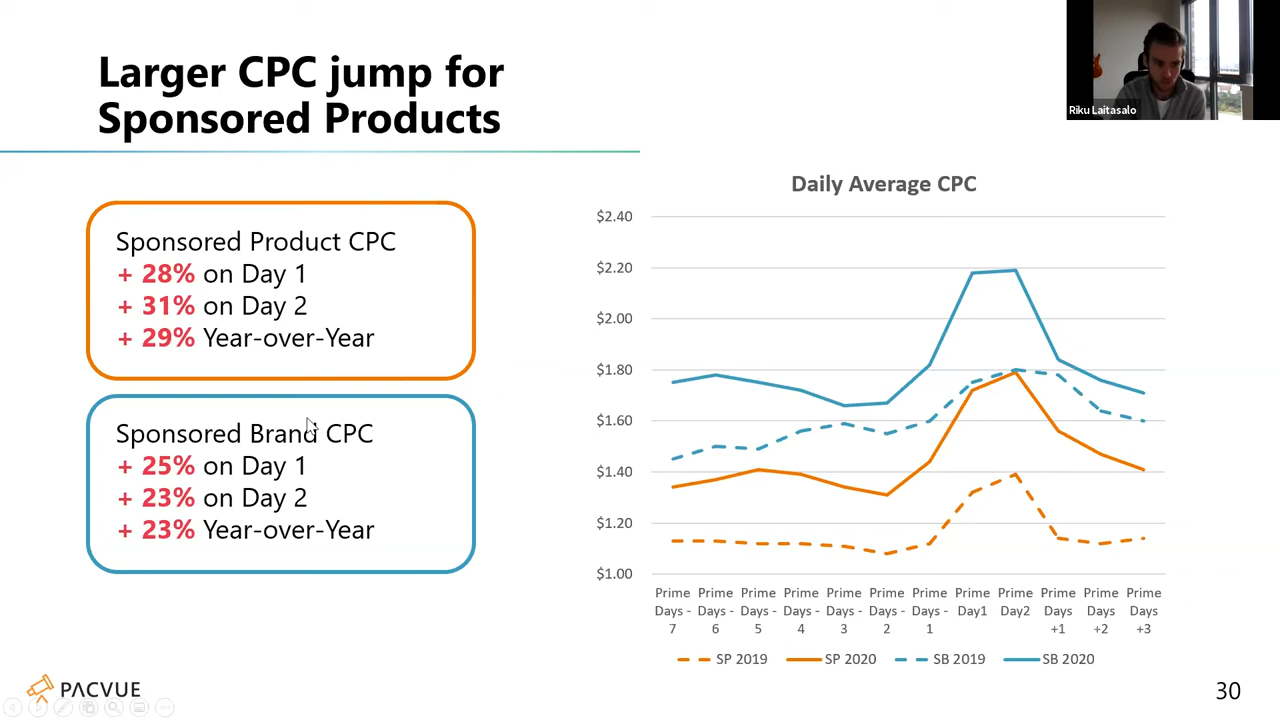 Larger CPC jump for
Sponsored Products
Riku Laitasalo
Sponsored Product CPC
+ 28% on Day 1
+ 31% on Day 2
+ 29% Year-over-Year
Sponsored Brand CPC
+ 25% on Day 1
+ 23% on Day 2
+ 23% Year-over-Year
Daily Average CPC
$2.40
$2.20
$2.00
$1.80
$1.60
$1.40
$1.20
$1.00
Prime Days - 7
Prime Days - 6
Prime Days - 5
Prime Days - 4
Prime Days - 3
Prime Days - 2
Prime Days - 1
Prime Day1
Prime Day2
Prime Days +1
Prime Days +2
Prime Days +3
SP 2019 SP 2020 SB 2019 SB 2020
PACVUE
30